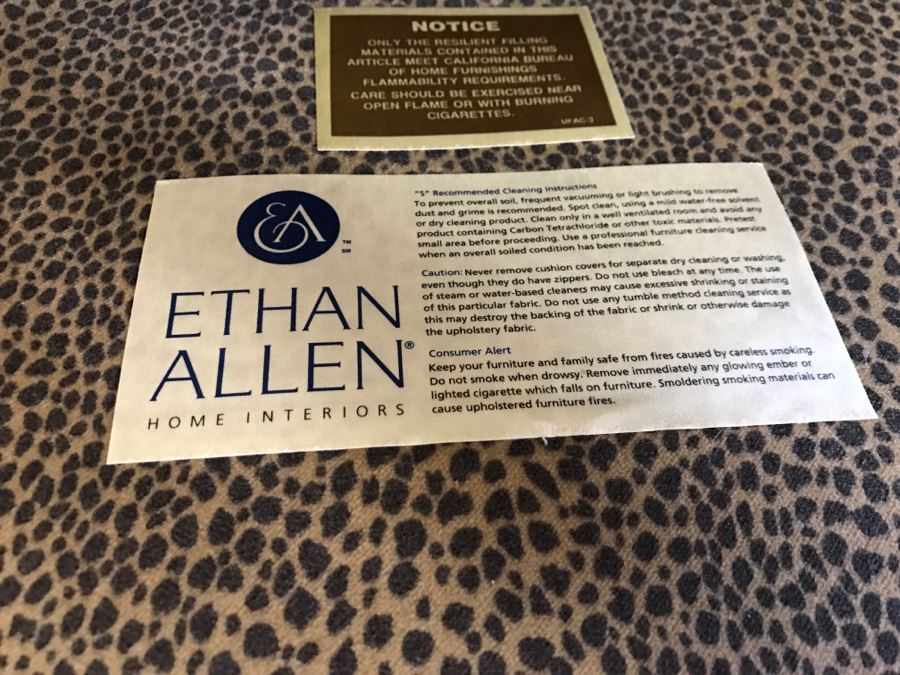 NOTICE
ONLY THE RESILIENT FILLING
MATERIALS CONTAINED IN THIS
ARTICLE MEET CALIFORNIA BUREAU
OF HOME FURNISHINGS
FLAMMABILITY REQUIREMENTS.
CARE SHOULD BE EXERCISED NEAR
OPEN FLAME OR WITH BURNING
CIGARETTES.
UFAC-3
EA
TM
SM
ETHAN
ALLEN®
HOME INTERIORS
"S" Recommended Cleaning Instructions
To prevent overall soil, frequent vacuuming or light brushing to remove
dust and grime is recommended. Spot clean, using a mild water-free solvent
or dry cleaning product. Clean only in a well ventilated room and avoid any
product containing Carbon Tetrachloride or other toxic materials. Pretest
small area before proceeding. Use a professional furniture cleaning service
when an overall soiled condition has been reached.
Caution: Never remove cushion covers for separate dry cleaning or washing,
even though they do have zippers. Do not use bleach at any time. The use
of steam or water-based cleaners may cause excessive shrinking or staining
of this particular fabric. Do not use any tumble method cleaning service as
this may destroy the backing of the fabric or shrink or otherwise damage
the upholstery fabric.
Consumer Alert
Keep your furniture and family safe from fires caused by careless smoking.
Do not smoke when drowsy. Remove immediately any glowing ember or
lighted cigarette which falls on furniture. Smoldering smoking materials can
cause upholstered furniture fires.